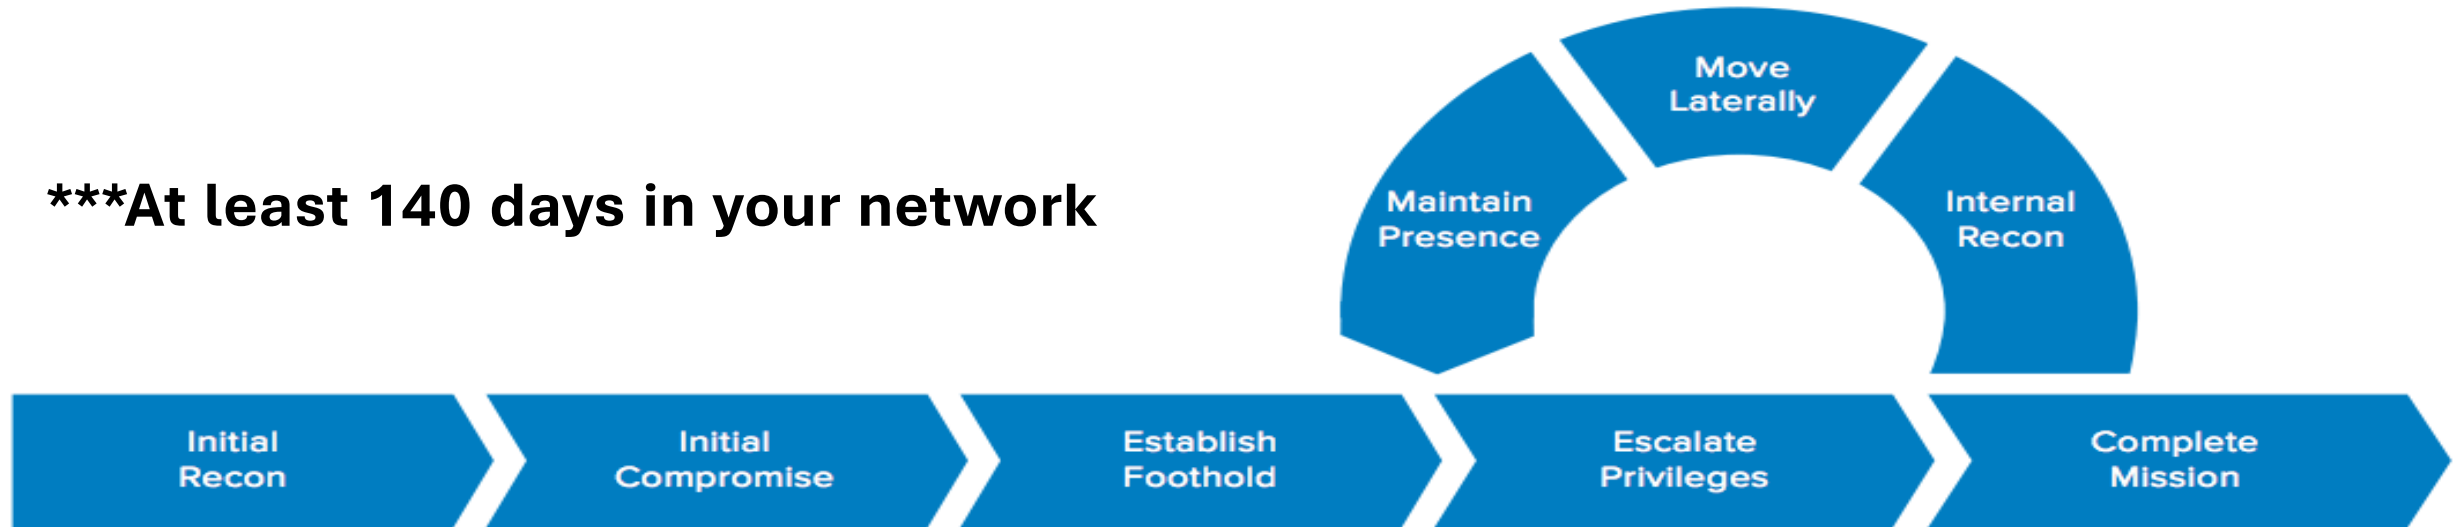 Move
Laterally
***At least 140 days in your network
Maintain
Presence
Internal
Recon
Initial
Recon
Initial
Compromise
Establish
Foothold
Escalate
Privileges
Complete
Mission